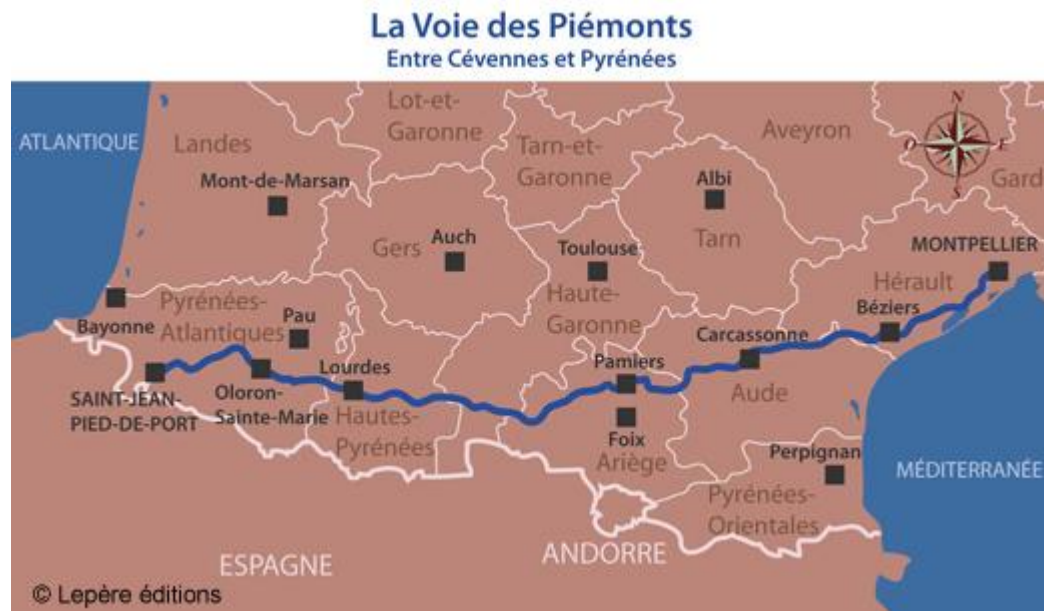 La Voie des Piémonts
Entre Cévennes et Pyrénées
ATLANTIQUE
Landes
Lot-et-
Garonne
Tarn-et-
Garonne
Aveyron
N
O
E
S
Gard
Mont-de-Marsan
Albi
Tarn
Gers
Auch
Toulouse
Haute-
Garonne
MONTPELLIER
Hérault
Béziers
Bayonne
Pyrénées-
Atlantiques
Pau
Lourdes
Pamiers
Carcassonne
Aude
SAINT-JEAN-
PIED-DE-PORT
Oloron-
Sainte-Marie
Hautes-
Pyrénées
Foix
Ariège
Perpignan
MÉDITERRANÉE
Pyrénées-
Orientales
ESPAGNE
ANDORRE
© Lepère éditions